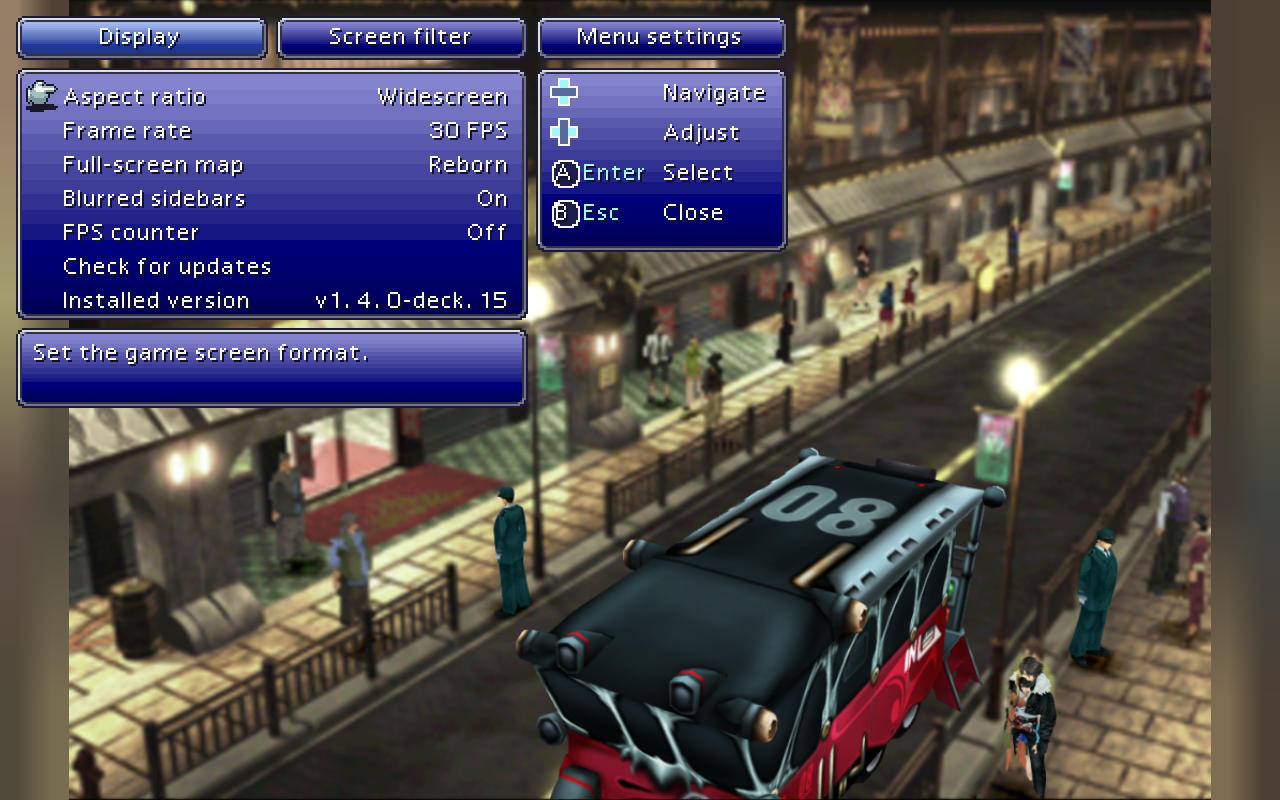 Display
Screen filter
Menu settings
Aspect ratio Widescreen
Frame rate 30 FPS
Full-screen map Reborn
Blurred sidebars On
FPS counter Off
Check for updates
Installed version v1.4.0-deck.15
Navigate
Adjust
A Enter Select
B Esc Close
Set the game screen format.
08